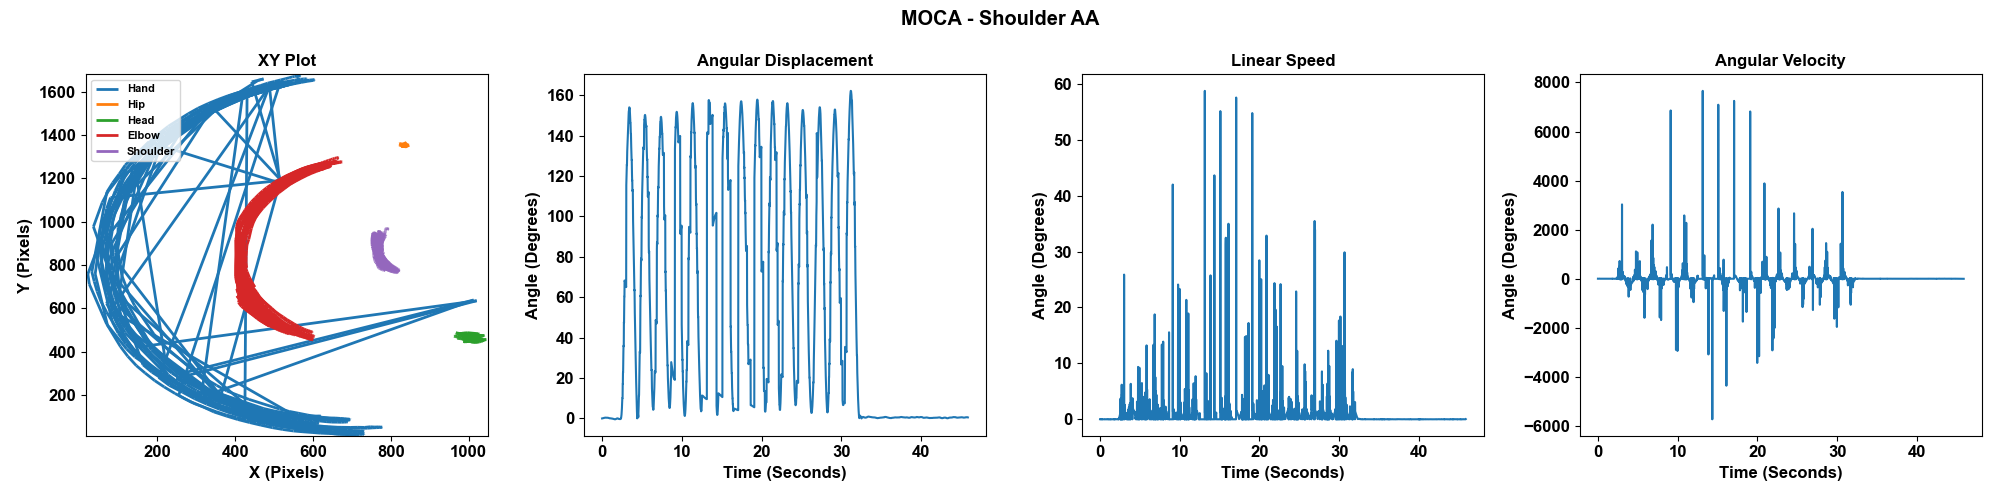 MOCA - Shoulder AA
XY Plot
Y (Pixels)
1600
1400
1200
1000
800
600
400
200
Hand
Hip
Head
Elbow
Shoulder
200 400 600 800 1000
X (Pixels)
Angular Displacement
Angle (Degrees)
160
140
120
100
80
60
40
20
0
0 10 20 30 40
Time (Seconds)
Linear Speed
Angle (Degrees)
60
50
40
30
20
10
0
0 10 20 30 40
Time (Seconds)
Angular Velocity
Angle (Degrees)
8000
6000
4000
2000
0
−2000
−4000
−6000
0 10 20 30 40
Time (Seconds)